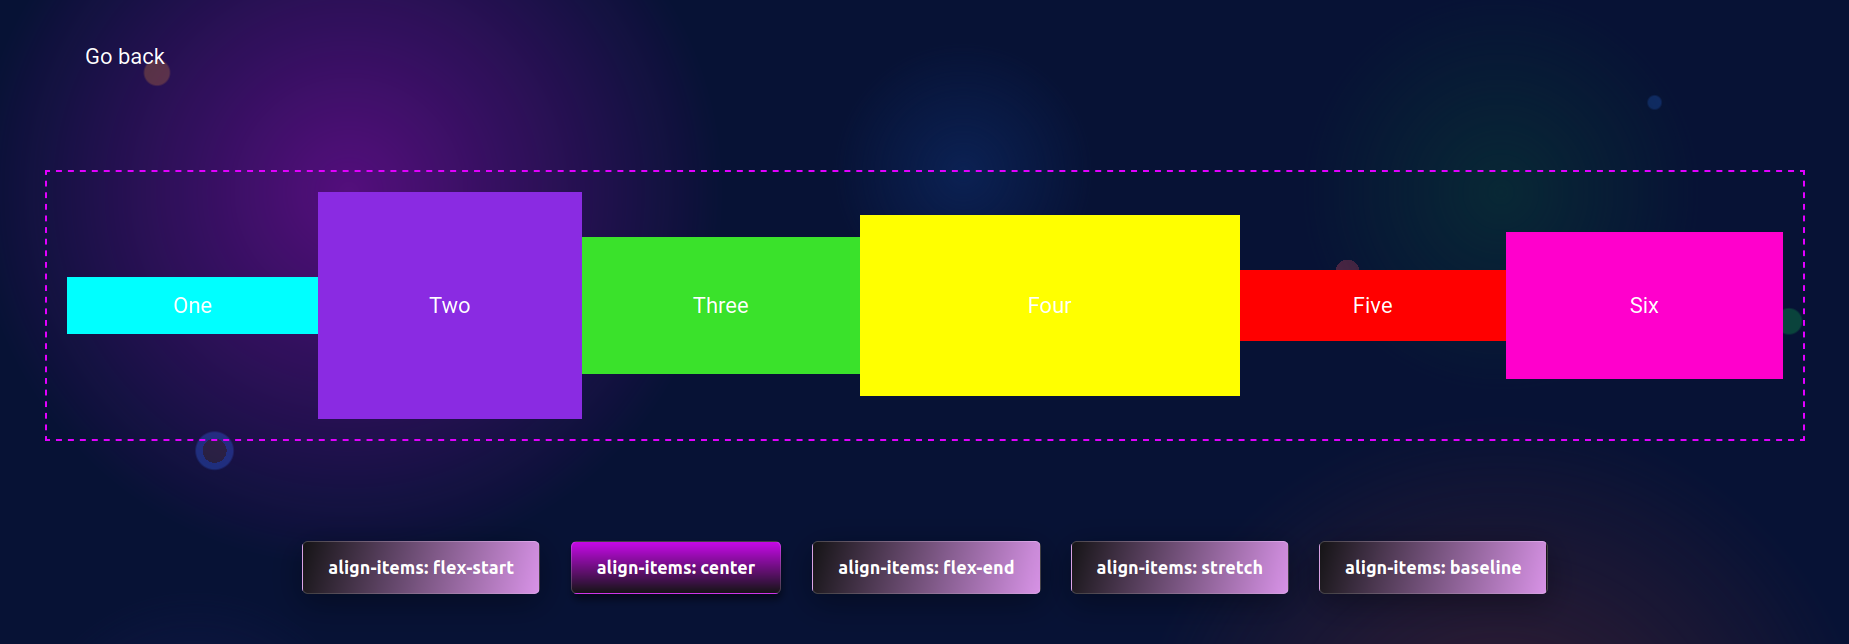 Go back
One
Two
Three
Four
Five
Six
align-items: flex-start
align-items: center
align-items: flex-end
align-items: stretch
align-items: baseline